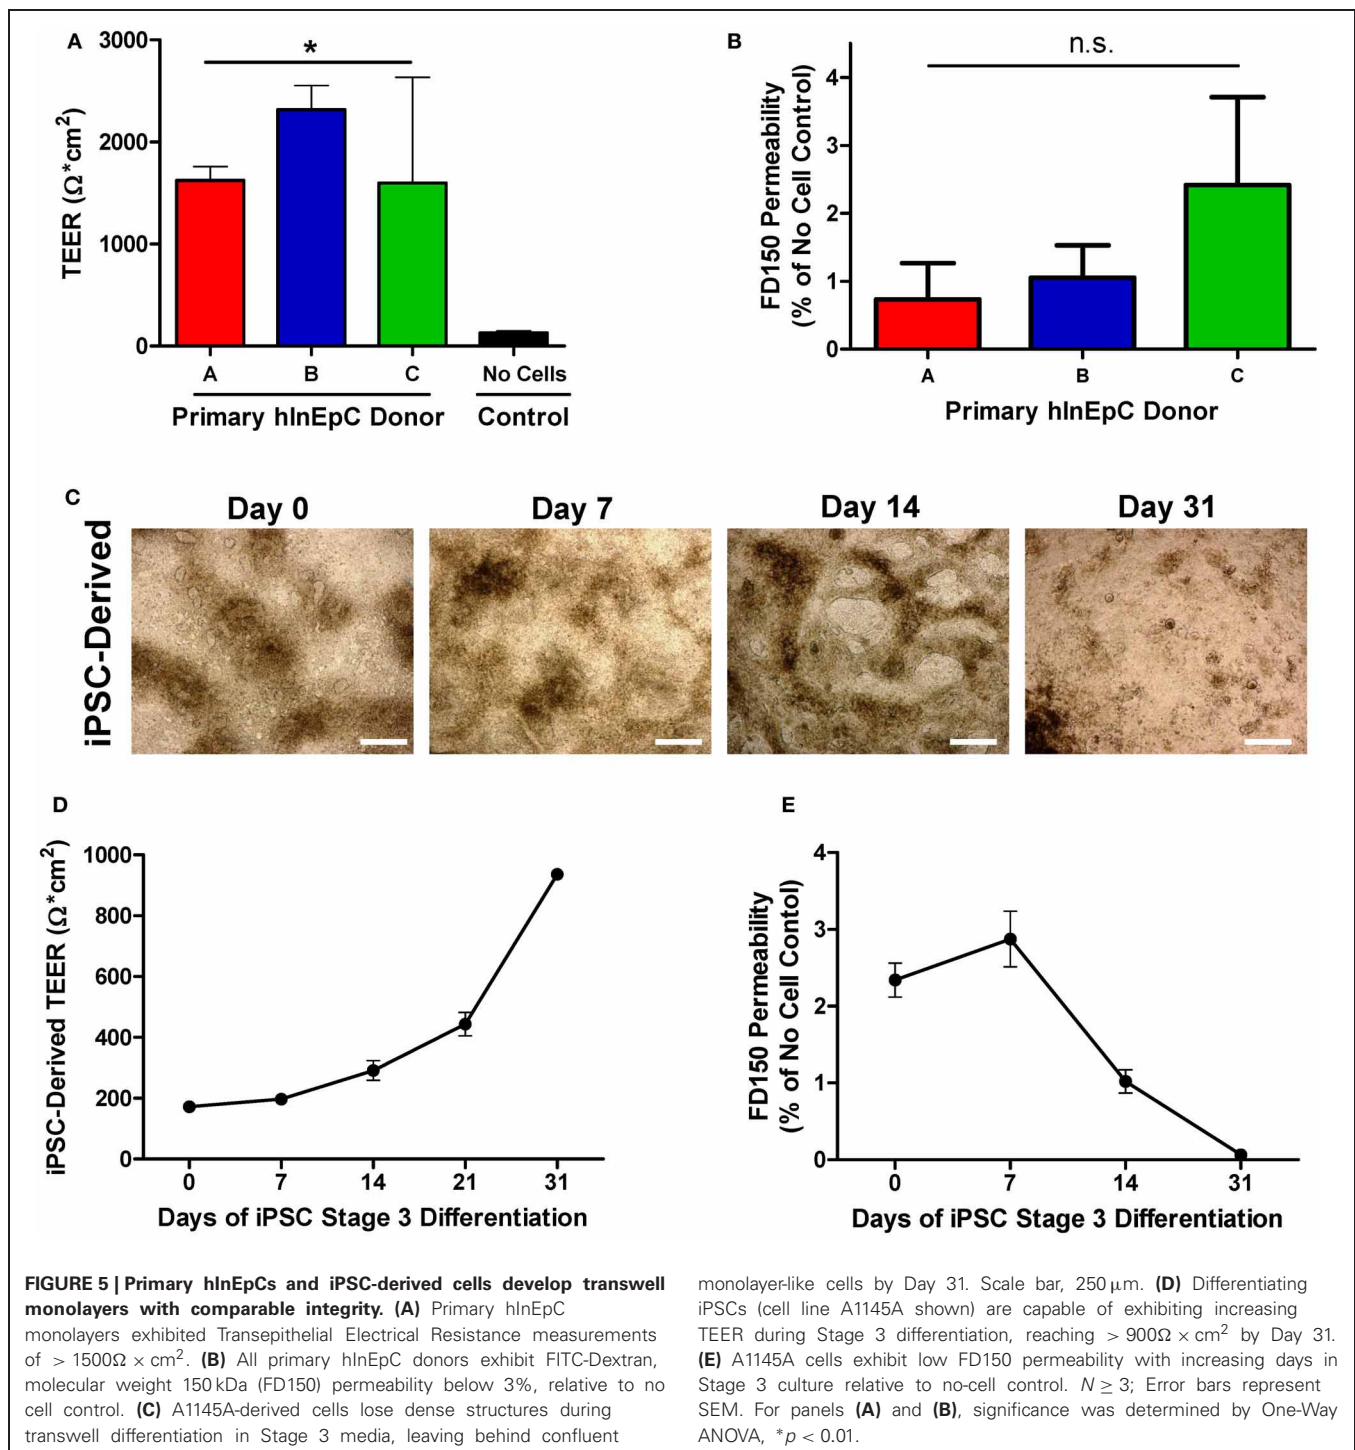 A
3000
2000
1000
0
TEER (Ω*cm2)
*
A B C No Cells
Primary hInEpC Donor Control
B
4
3
2
1
0
FD150 Permeability
(% of No Cell Control)
n.s.
A B C
Primary hInEpC Donor
C
Day 0 Day 7 Day 14 Day 31
iPSC-Derived
D
1000
800
600
400
200
0
iPSC-Derived TEER (Ω*cm2)
0 7 14 21 31
Days of iPSC Stage 3 Differentiation
E
4
3
2
1
0
FD150 Permeability
(% of No Cell Contol)
0 7 14 31
Days of iPSC Stage 3 Differentiation
FIGURE 5 | Primary hInEpCs and iPSC-derived cells develop transwell
monolayers with comparable integrity. (A) Primary hInEpC
monolayers exhibited Transepithelial Electrical Resistance measurements
of > 1500Ω × cm2. (B) All primary hInEpC donors exhibit FITC-Dextran,
molecular weight 150 kDa (FD150) permeability below 3%, relative to no
cell control. (C) A1145A-derived cells lose dense structures during
transwell differentiation in Stage 3 media, leaving behind confluent
monolayer-like cells by Day 31. Scale bar, 250 μm. (D) Differentiating
iPSCs (cell line A1145A shown) are capable of exhibiting increasing
TEER during Stage 3 differentiation, reaching > 900Ω × cm2 by Day 31.
(E) A1145A cells exhibit low FD150 permeability with increasing days in
Stage 3 culture relative to no-cell control. N ≥ 3; Error bars represent
SEM. For panels (A) and (B), significance was determined by One-Way
ANOVA, *p < 0.01.